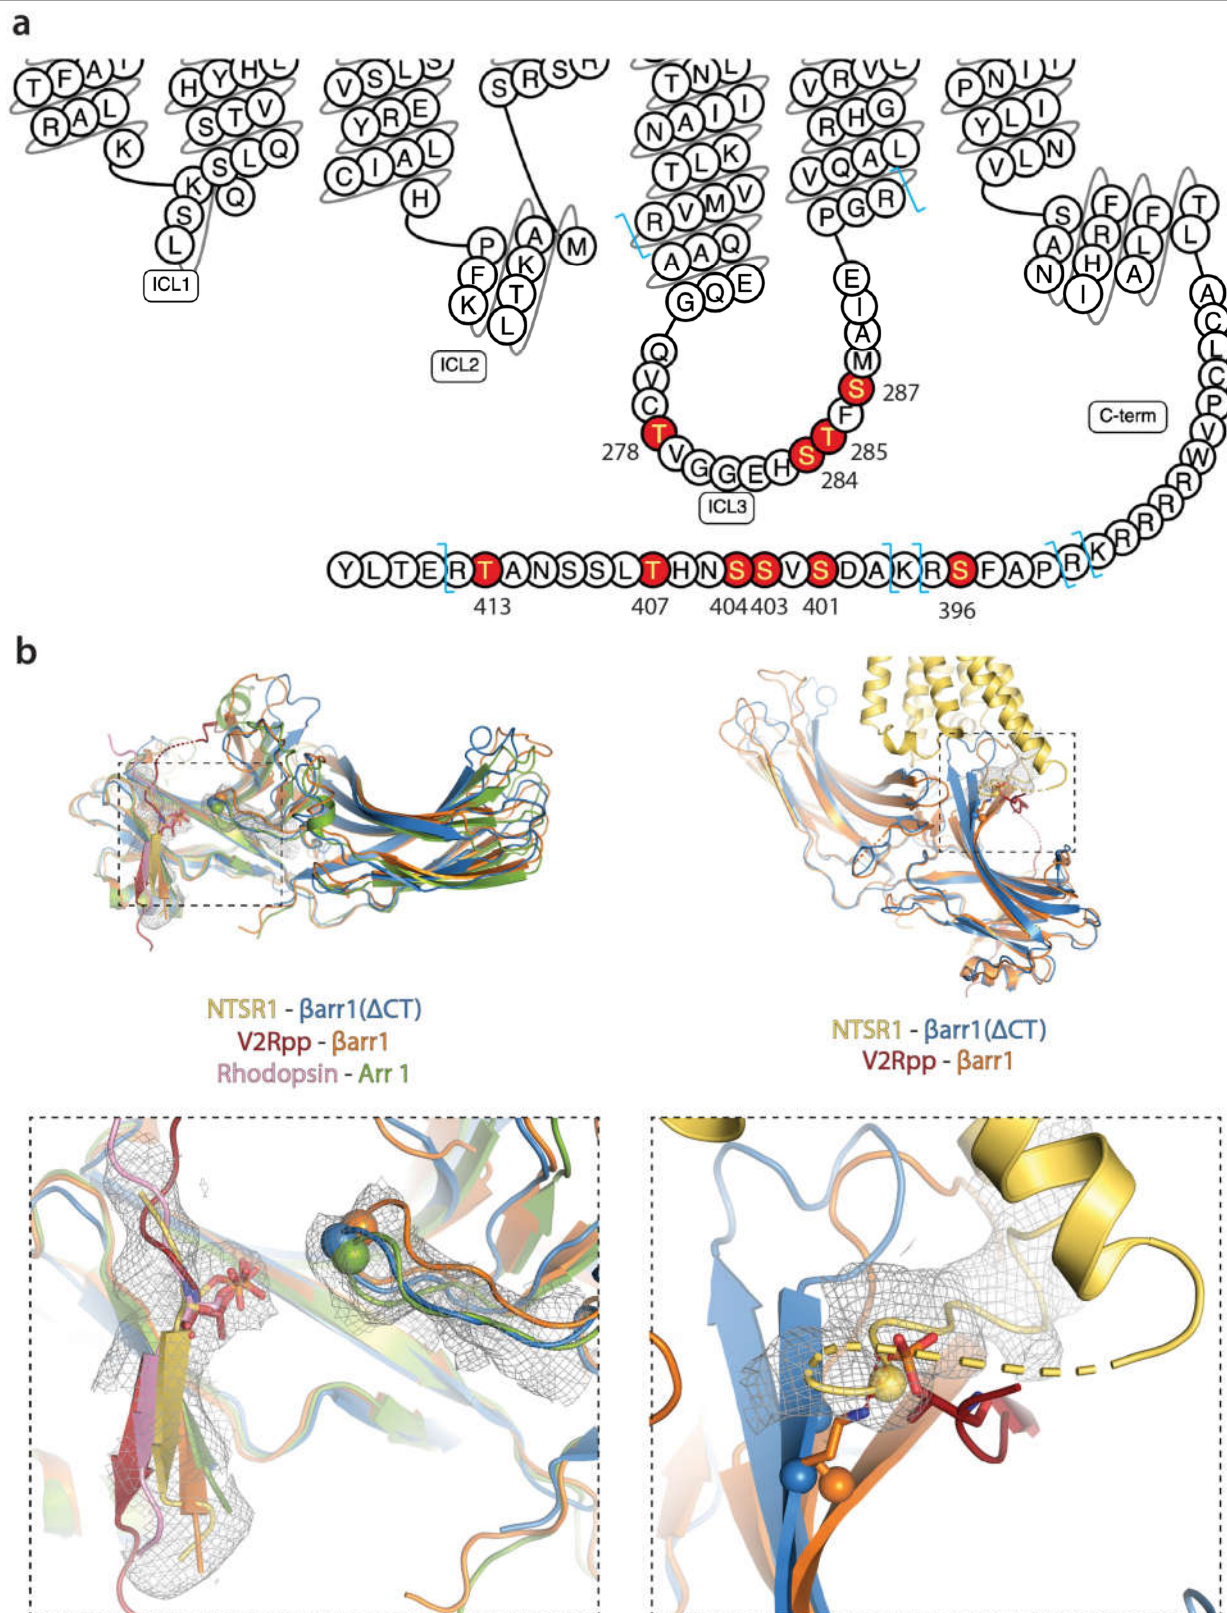 a
T F A
H Y H L
V S L S
S R S R
T N L
V R V L
P N I I
R A L
S T V
Y R E
N A I I
R H G
Y L I
K
K S L Q
Q
S
L
ICL1
C I A L
H
P
F
K
L
T
K
A
M
ICL2
T L K
R V M V
A A Q
G Q E
Q
V
C
T
278
V
G
G
E
H
S
284
T
285
F
S
287
M
A
I
E
P G R
V Q A L
ICL3
V L N
S
A
N
I
H
R
F
F
L
A
T
L
A
C
L
C
P
V
W
R
R
R
R
K
C-term
Y L T E R T A N S S L T H N S S V S D A K R S F A P R
413 407 404 403 401 396
b
NTSR1 - βarr1(ΔCT)
V2Rpp - βarr1
Rhodopsin - Arr 1
NTSR1 - βarr1(ΔCT)
V2Rpp - βarr1